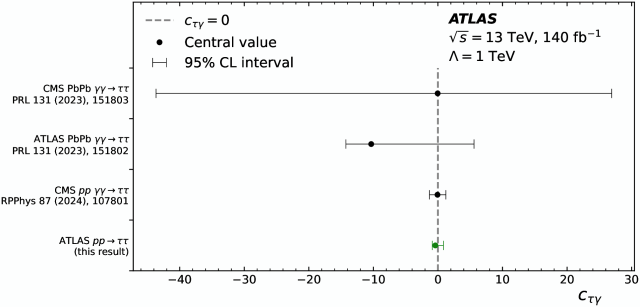 c_τγ = 0
Central value
95% CL interval
ATLAS
√s = 13 TeV, 140 fb⁻¹
Λ = 1 TeV
CMS PbPb γγ→ττ
PRL 131 (2023), 151803
ATLAS PbPb γγ→ττ
PRL 131 (2023), 151802
CMS pp γγ→ττ
RPPhys 87 (2024), 107801
ATLAS pp→ττ
(this result)
−40 −30 −20 −10 0 10 20 30
c_τγ